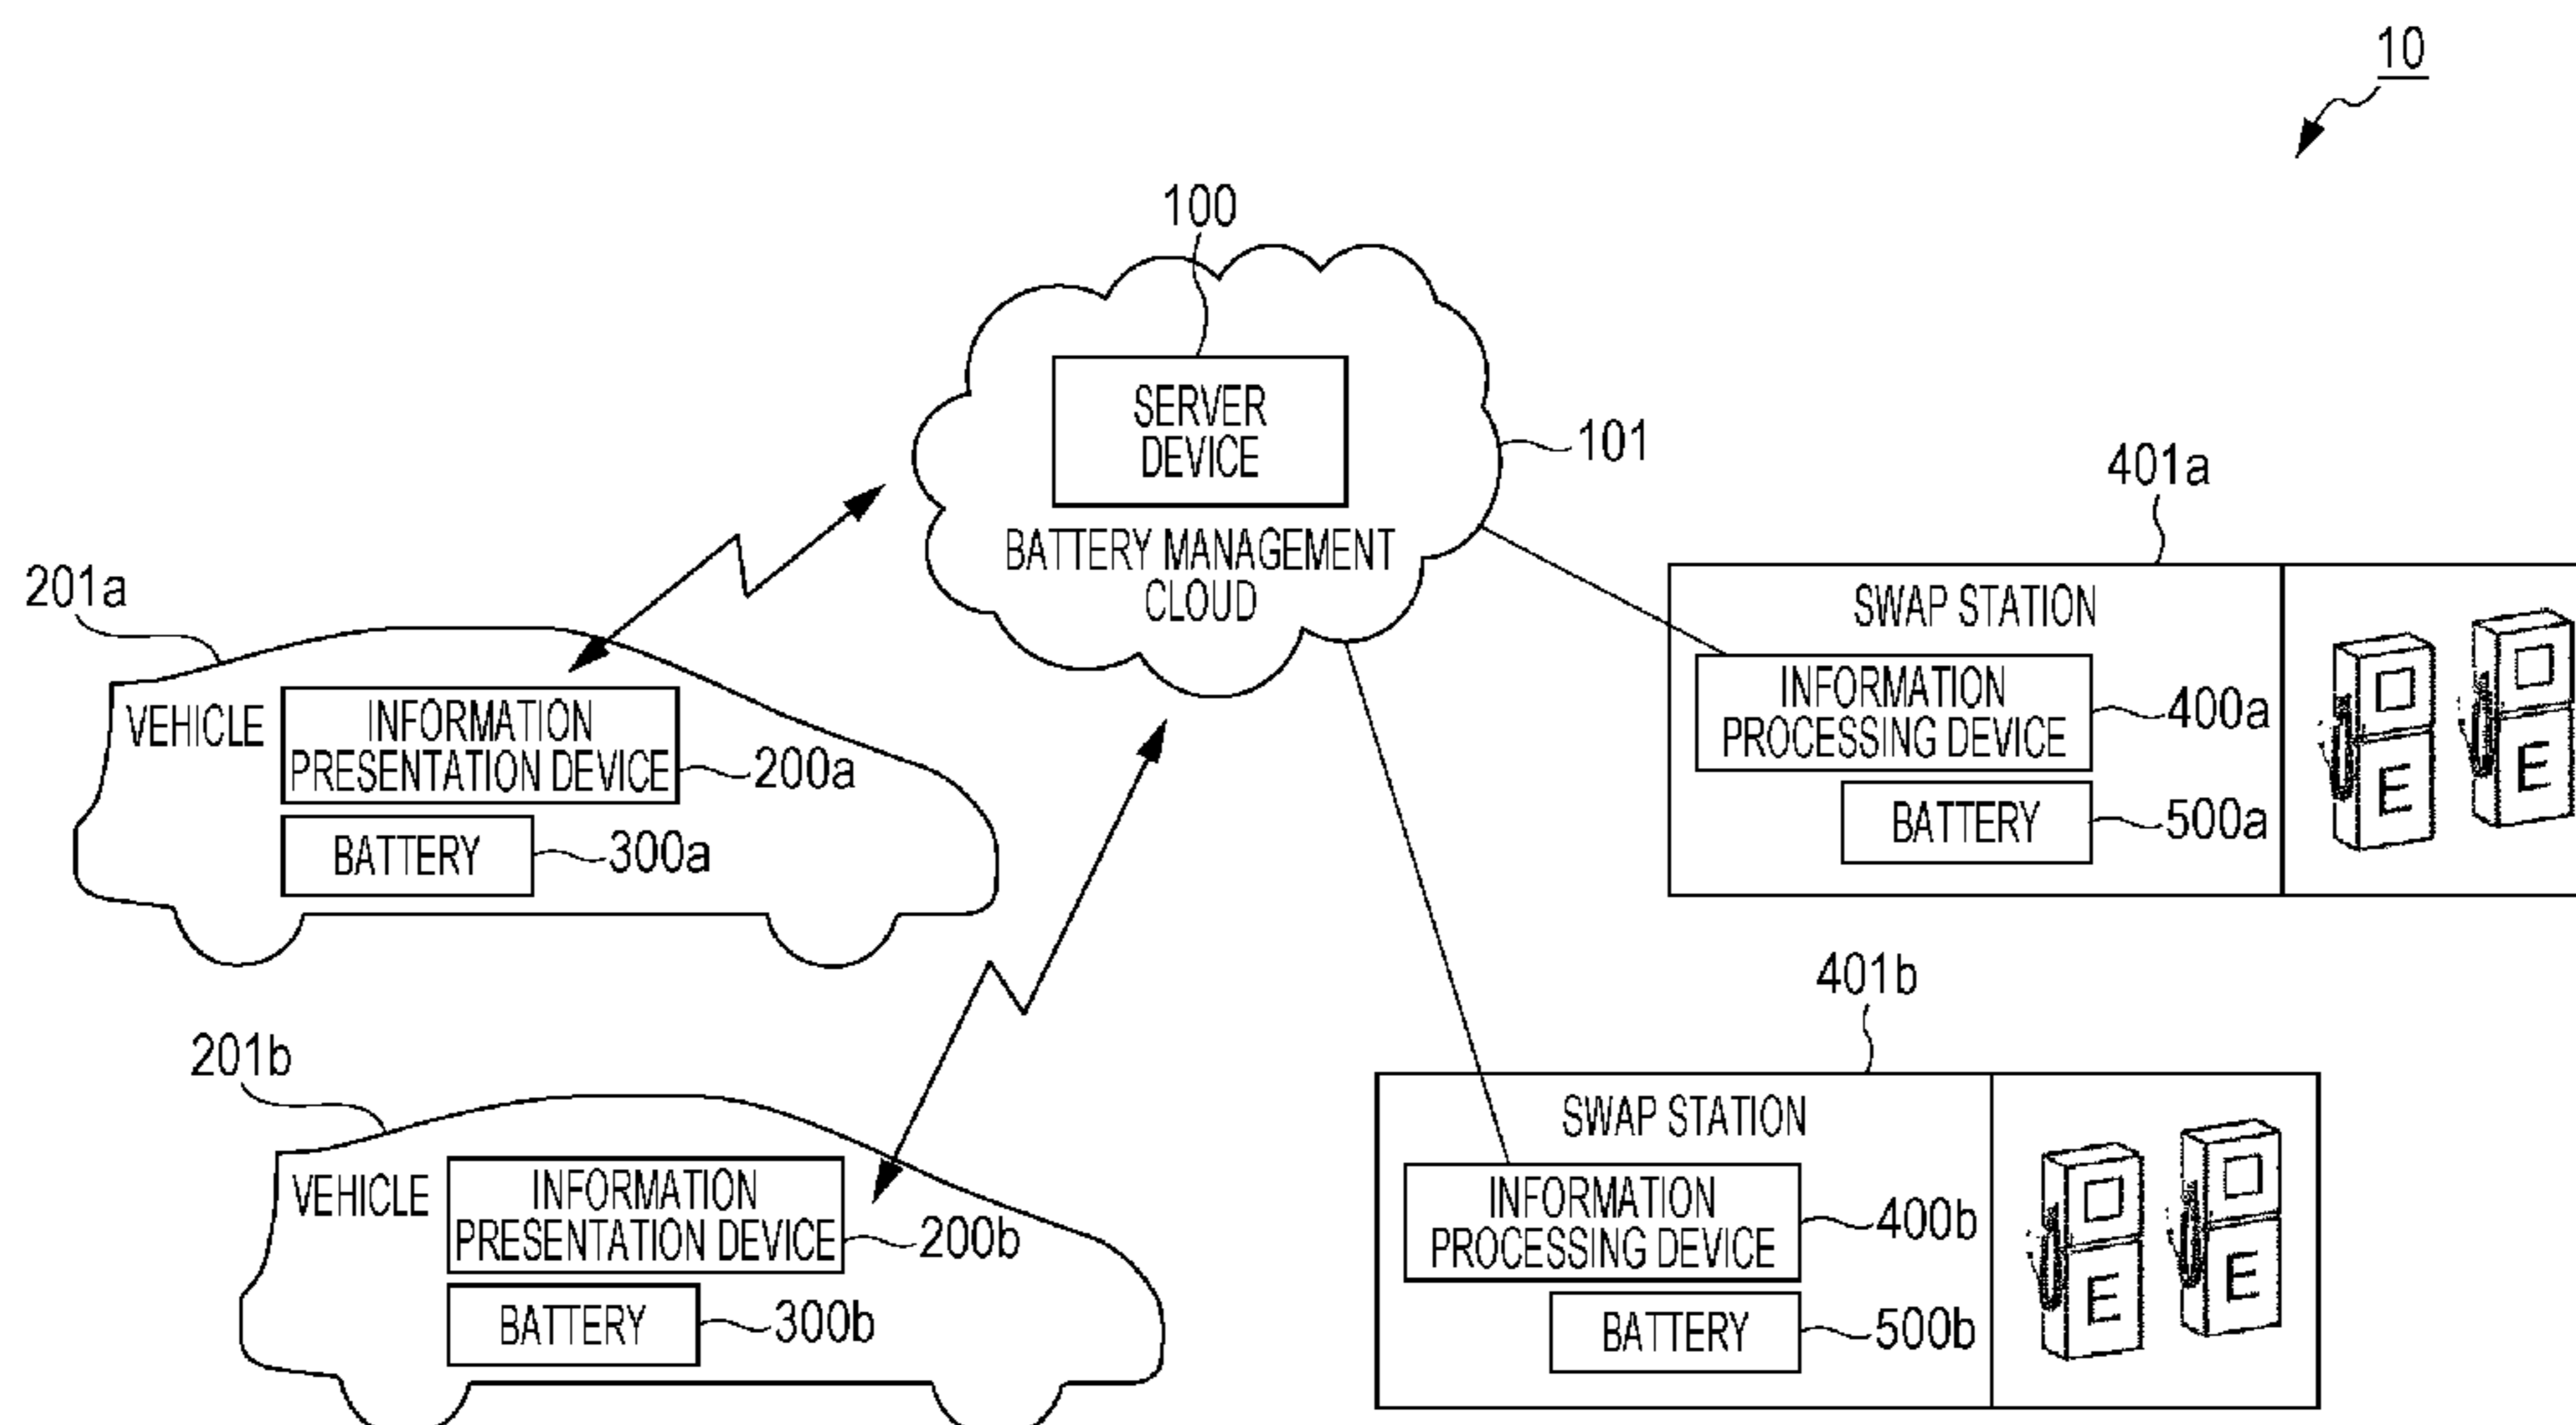 10
100
SERVER
DEVICE
101
BATTERY MANAGEMENT
CLOUD
201a
VEHICLE
INFORMATION
PRESENTATION DEVICE
200a
BATTERY
300a
401a
SWAP STATION
INFORMATION
PROCESSING DEVICE
400a
BATTERY
500a
E
E
201b
VEHICLE
INFORMATION
PRESENTATION DEVICE
200b
BATTERY
300b
401b
SWAP STATION
INFORMATION
PROCESSING DEVICE
400b
BATTERY
500b
E
E